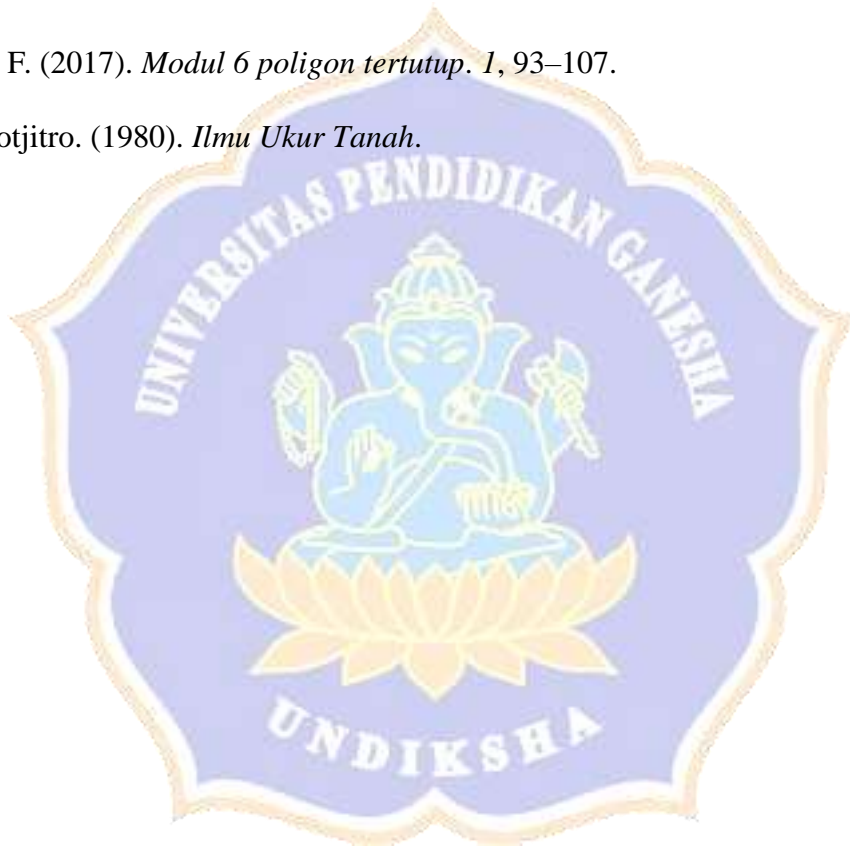 F. (2017). Modul 6 poligon tertutup. 1, 93–107.
otjitro. (1980). Ilmu Ukur Tanah.
UNIVERSITAS PENDIDIKAN GANESHA
UNDIKSHA